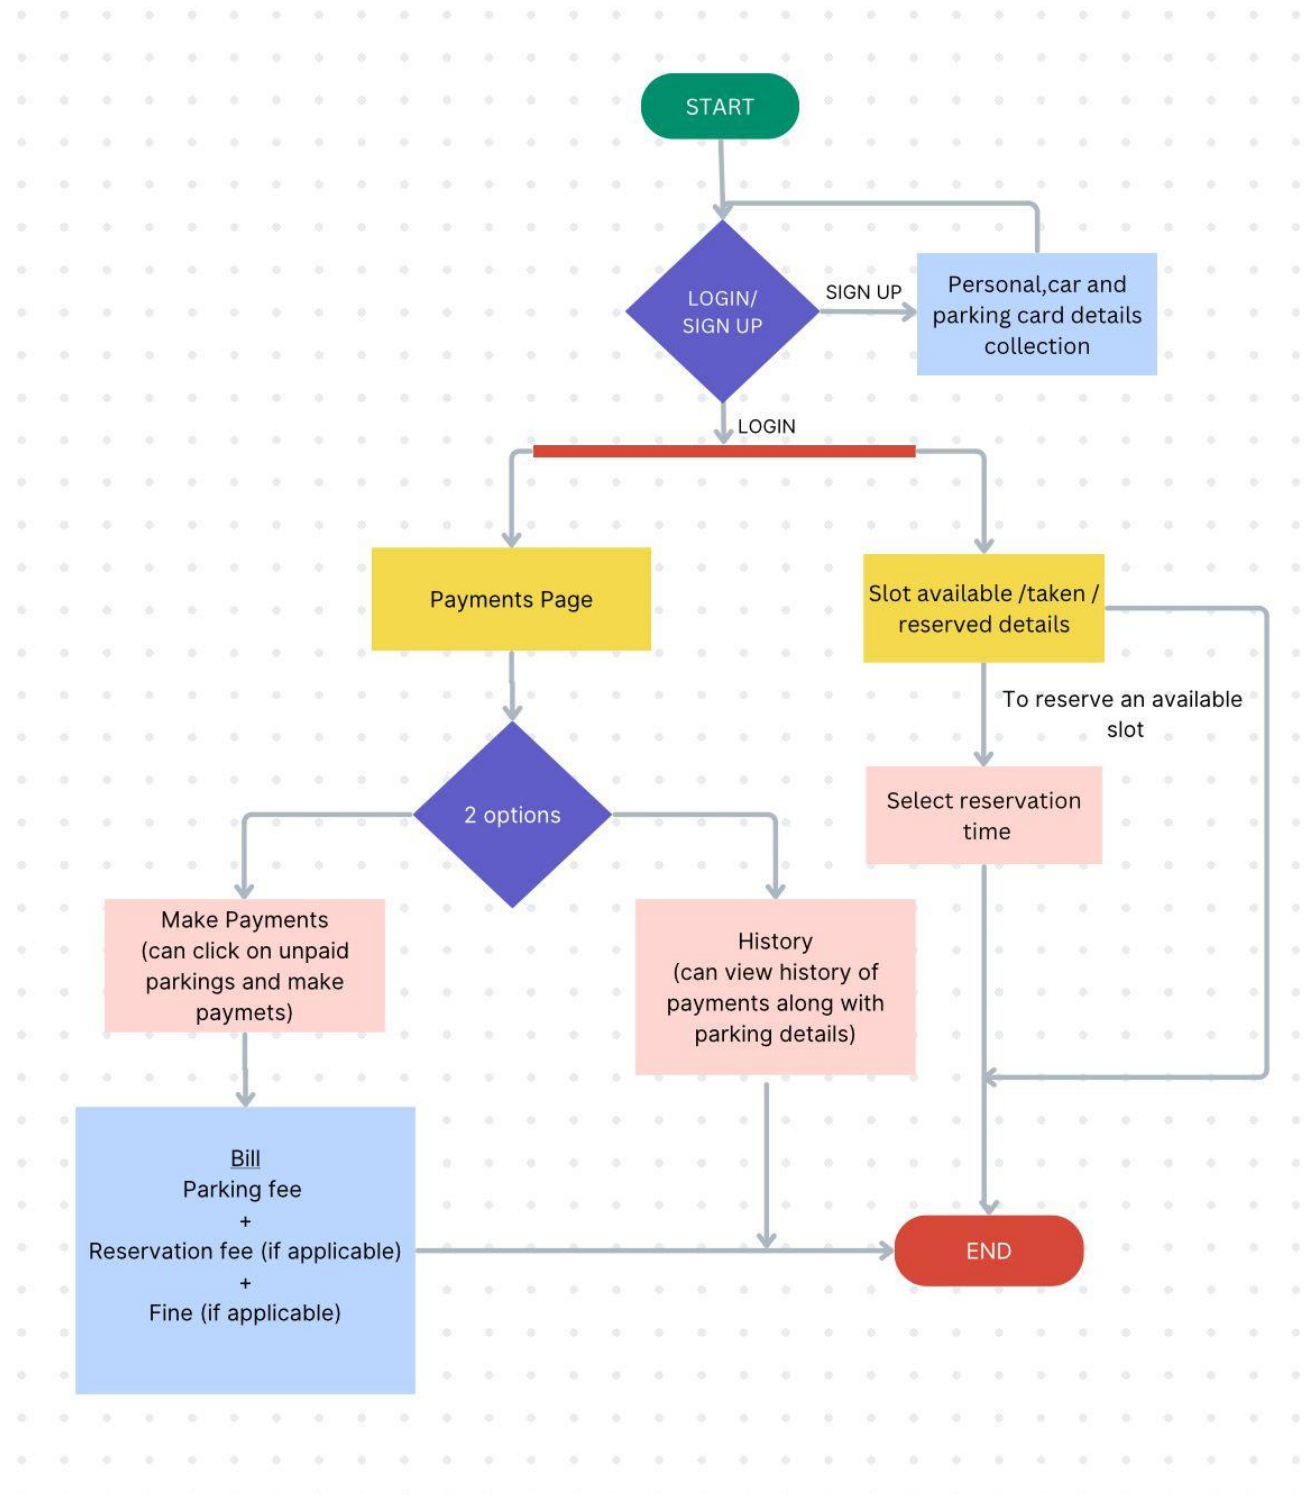 START
LOGIN/
SIGN UP
SIGN UP
Personal,car and
parking card details
collection
LOGIN
Payments Page
Slot available /taken /
reserved details
To reserve an available
slot
2 options
Select reservation
time
Make Payments
(can click on unpaid
parkings and make
paymets)
History
(can view history of
payments along with
parking details)
Bill
Parking fee
+
Reservation fee (if applicable)
+
Fine (if applicable)
END